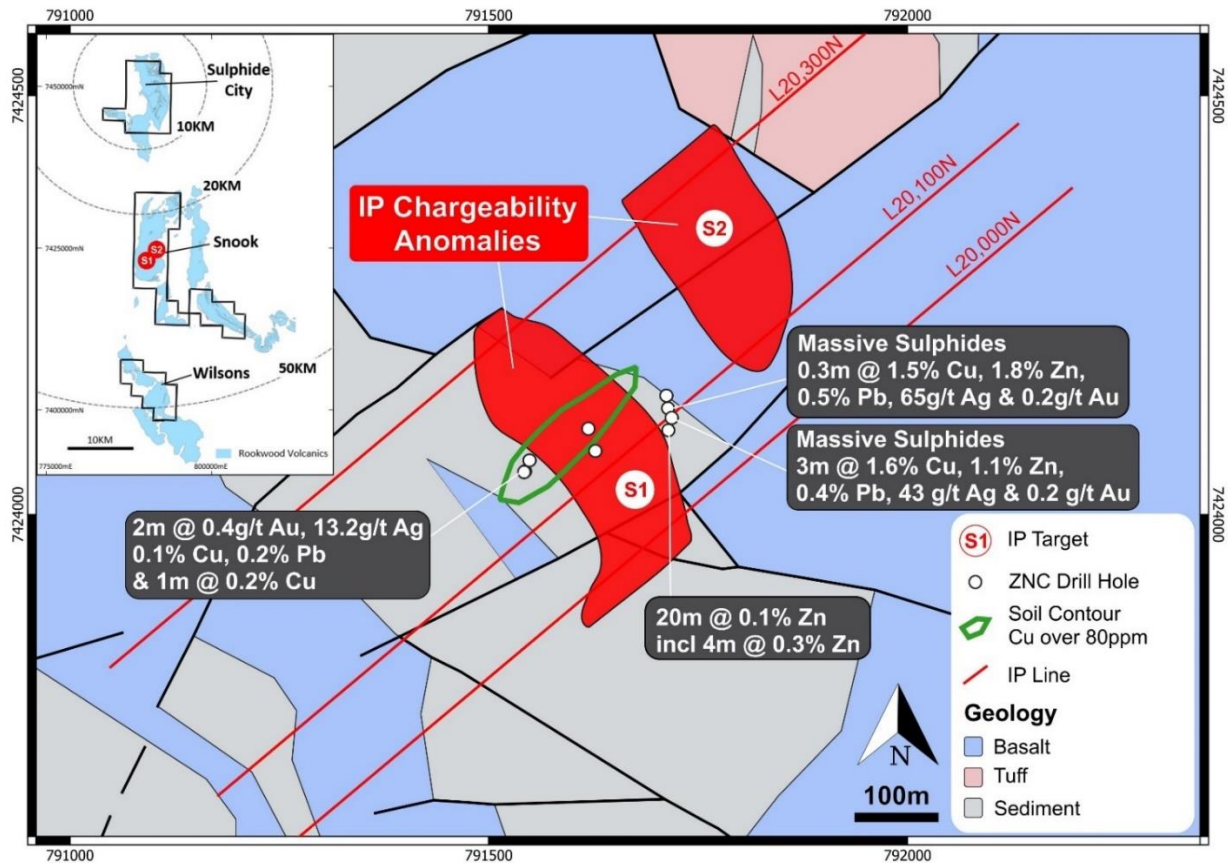 791000
791500
792000
7424500
7424500
7424000
7424000
791000
791500
792000
Sulphide
City
7450000mN
10KM
20KM
Snook
7425000mN
S2
S1
50KM
Wilsons
7400000mN
10KM
Rookwood Volcanics
775000mE
800000mE
L20,300N
L20,100N
L20,000N
IP Chargeability
Anomalies
S2
S1
Massive Sulphides
0.3m @ 1.5% Cu, 1.8% Zn,
0.5% Pb, 65g/t Ag & 0.2g/t Au
Massive Sulphides
3m @ 1.6% Cu, 1.1% Zn,
0.4% Pb, 43 g/t Ag & 0.2 g/t Au
2m @ 0.4g/t Au, 13.2g/t Ag
0.1% Cu, 0.2% Pb
& 1m @ 0.2% Cu
20m @ 0.1% Zn
incl 4m @ 0.3% Zn
S1 IP Target
ZNC Drill Hole
Soil Contour
Cu over 80ppm
IP Line
Geology
Basalt
Tuff
Sediment
N
100m